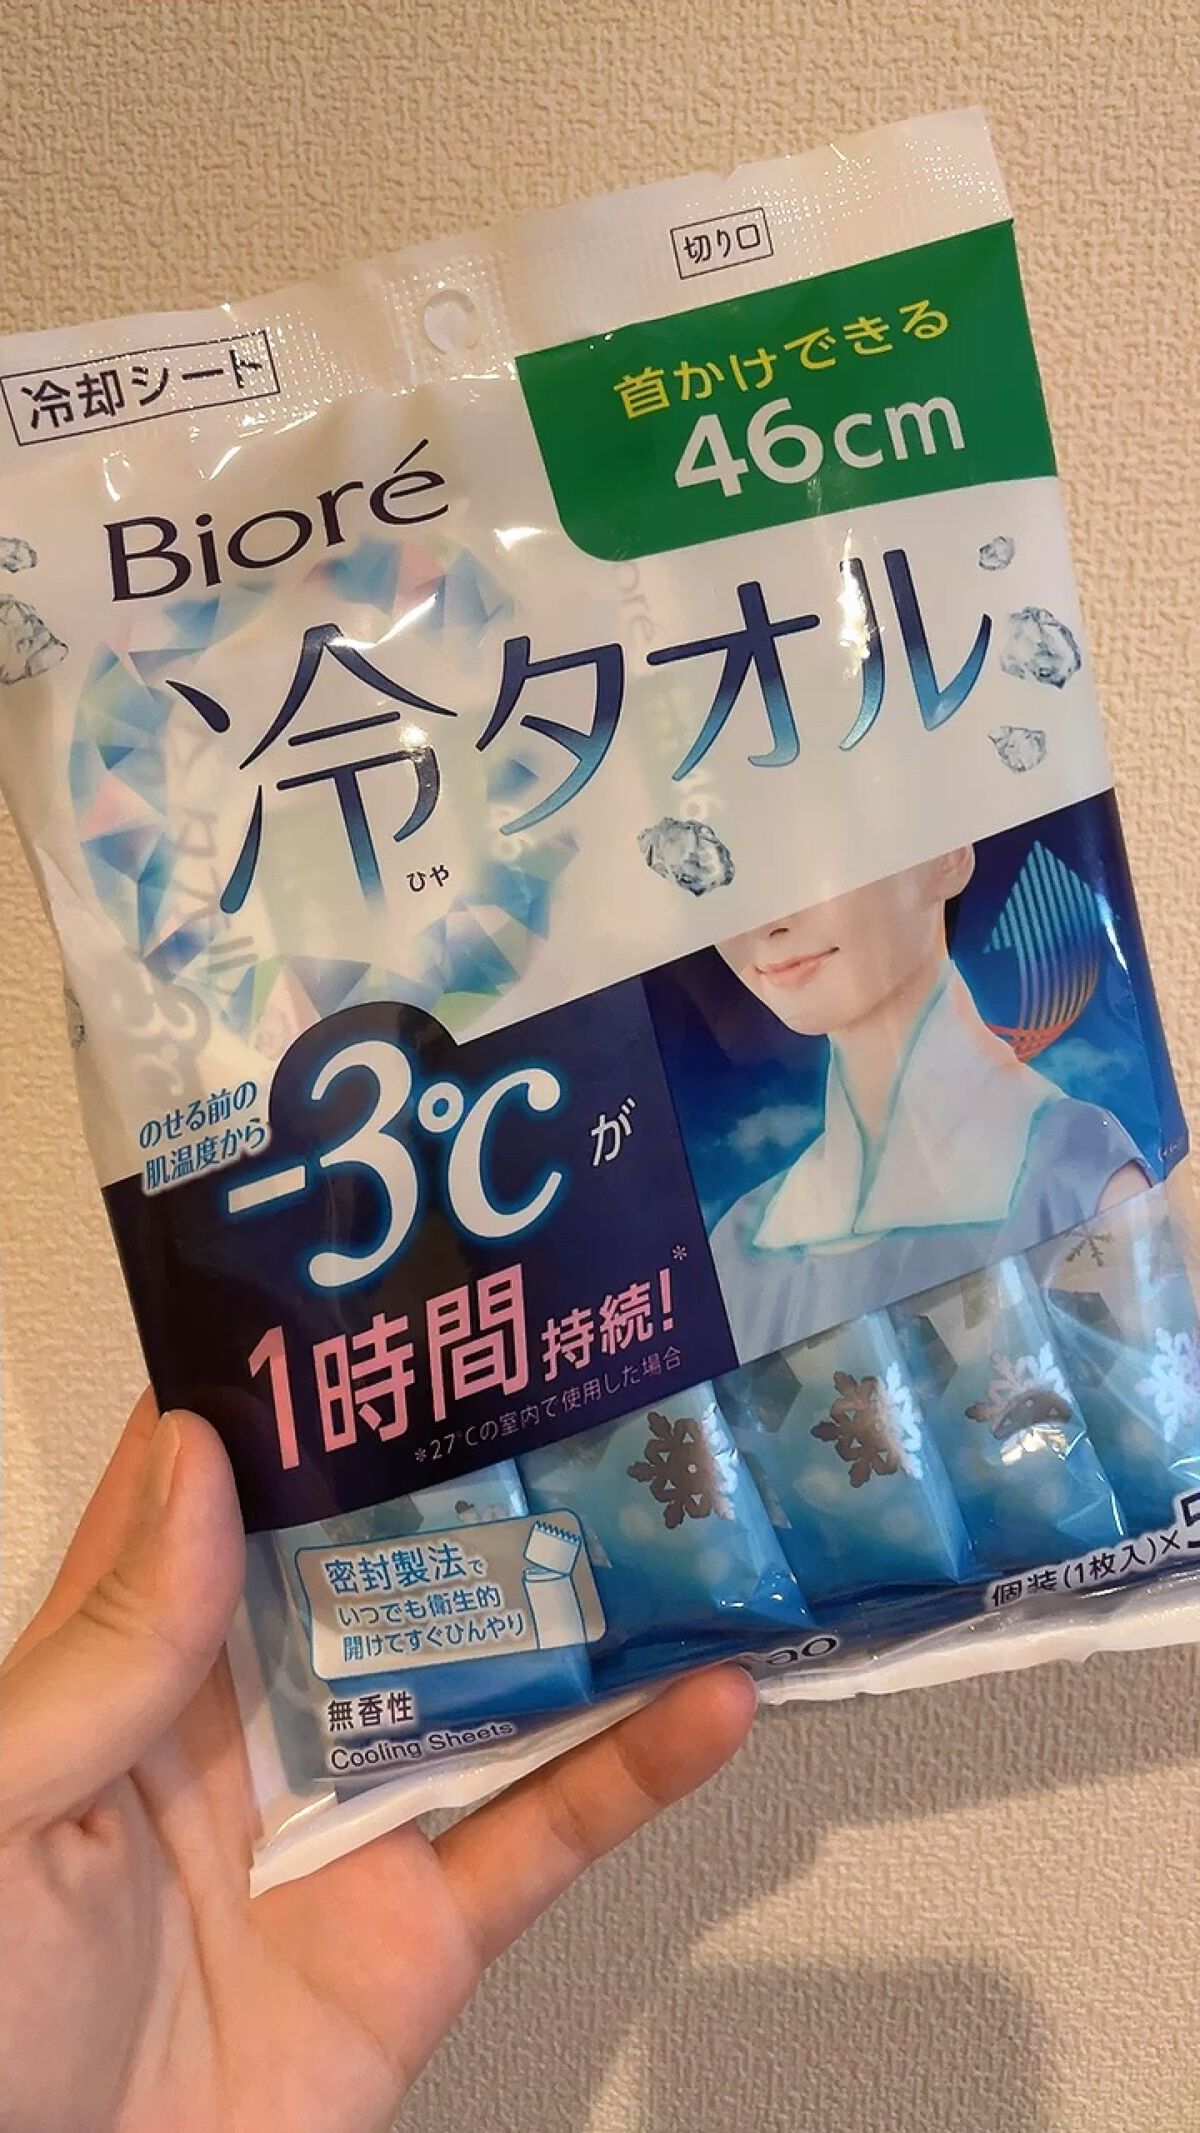 切り口
冷却シート
首かけできる
46cm
Bioré
冷タオル
ひや
のせる前の
肌温度から
-3℃が
1時間持続!*
*27℃の室内で使用した場合
密封製法で
いつでも衛生的
開けてすぐひんやり
個装(1枚入)×5
無香性
Cooling Sheets